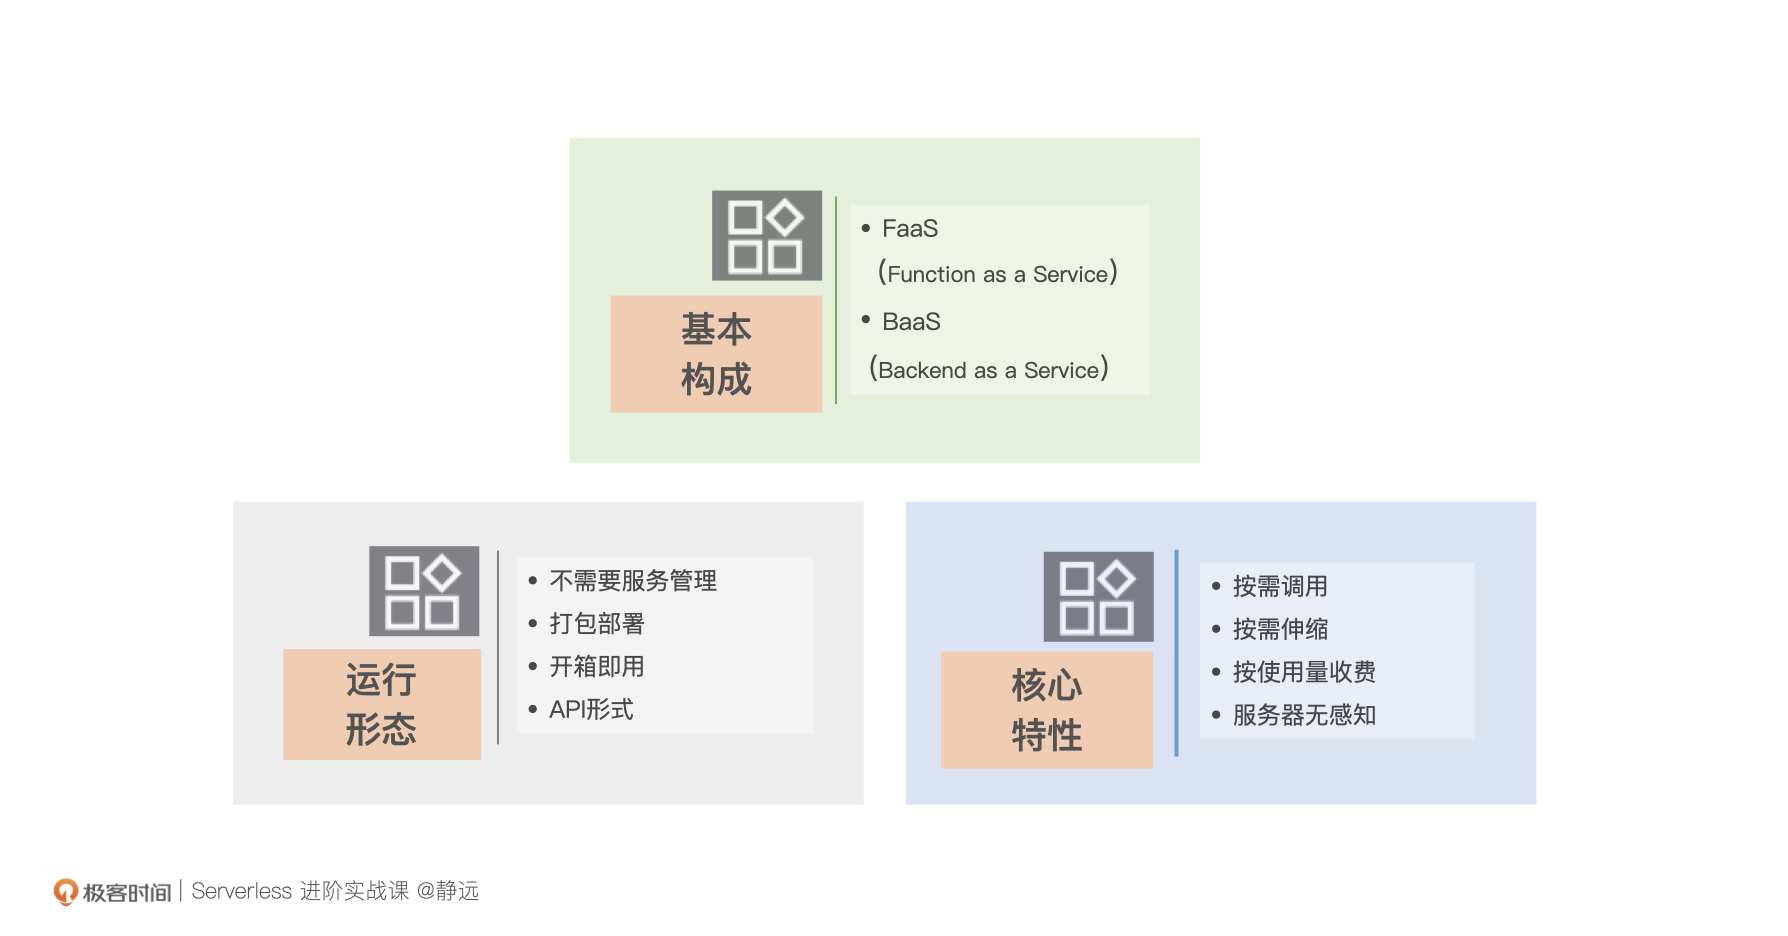 基本
构成
• FaaS
（Function as a Service）
• BaaS
（Backend as a Service）
运行
形态
• 不需要服务管理
• 打包部署
• 开箱即用
• API形式
核心
特性
• 按需调用
• 按需伸缩
• 按使用量收费
• 服务器无感知
极客时间 | Serverless 进阶实战课 @静远